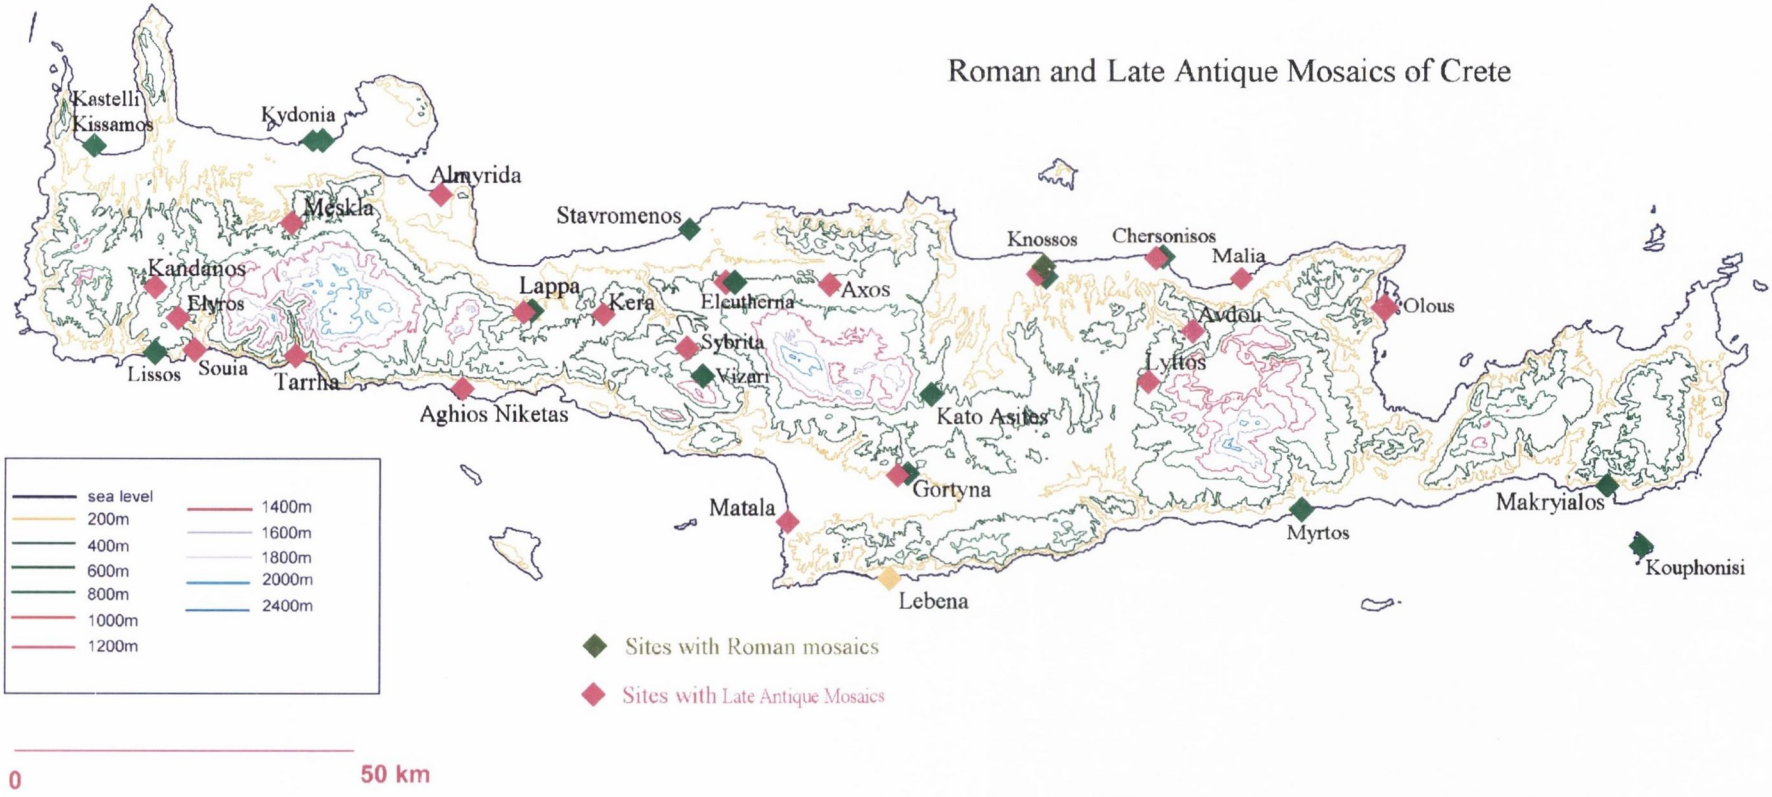 Roman and Late Antique Mosaics of Crete
Kastelli
Kissamos
Kydonia
Almyrida
Meskla
Stavromenos
Knossos
Chersonisos
Malia
Kandanos
Elyros
Lappa
Kera
Eleutherna
Axos
Olous
Avdou
Lyttos
Sybrita
Vizari
Lissos
Souia
Tarrha
Aghios Niketas
Kato Asites
Gortyna
Matala
Lebena
Myrtos
Makryialos
Kouphonisi
sea level
200m
400m
600m
800m
1000m
1200m
1400m
1600m
1800m
2000m
2400m
Sites with Roman mosaics
Sites with Late Antique Mosaics
0
50 km